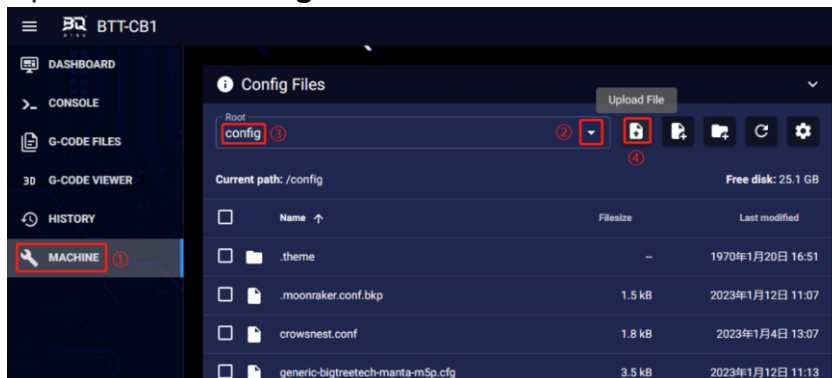 BTT-CB1
DASHBOARD
Config Files
Upload File
CONSOLE
Root
config ③ ② ④
G-CODE FILES
3D G-CODE VIEWER
Current path: /config Free disk: 25.1 GB
HISTORY
Name Filesize Last modified
MACHINE ①
.theme -- 1970年1月20日 16:51
.moonraker.conf.bkp 1.5 kB 2023年1月12日 11:07
crowsnest.conf 1.8 kB 2023年1月4日 13:07
generic-bigtreetech-manta-m5p.cfg 3.5 kB 2023年1月12日 11:13